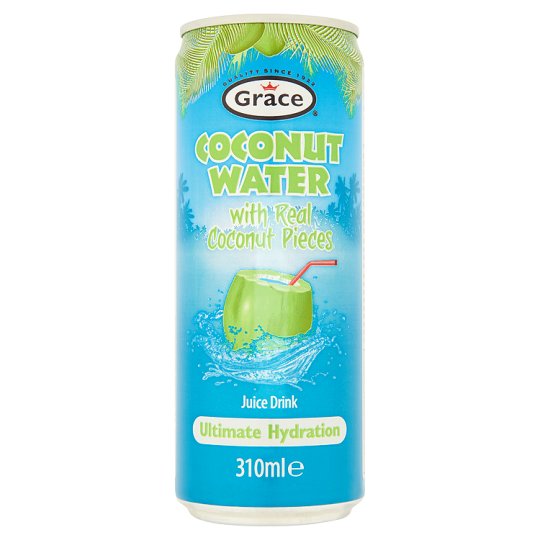 QUALITY SINCE 1922
Grace
®
COCONUT
WATER
with Real
Coconut Pieces
Juice Drink
Ultimate Hydration
310ml℮